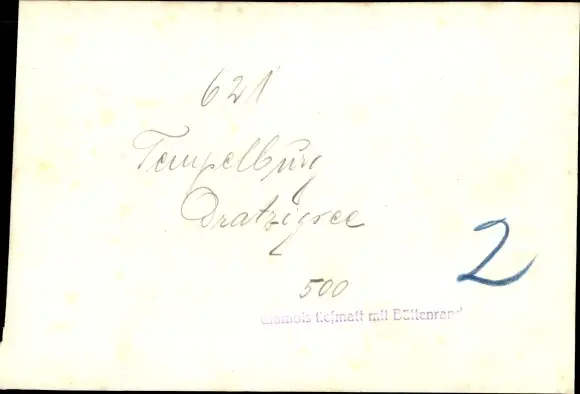 621
Tempelburg
Dratzigsee
2
500
chamois tiefmatt mit Büttenrand